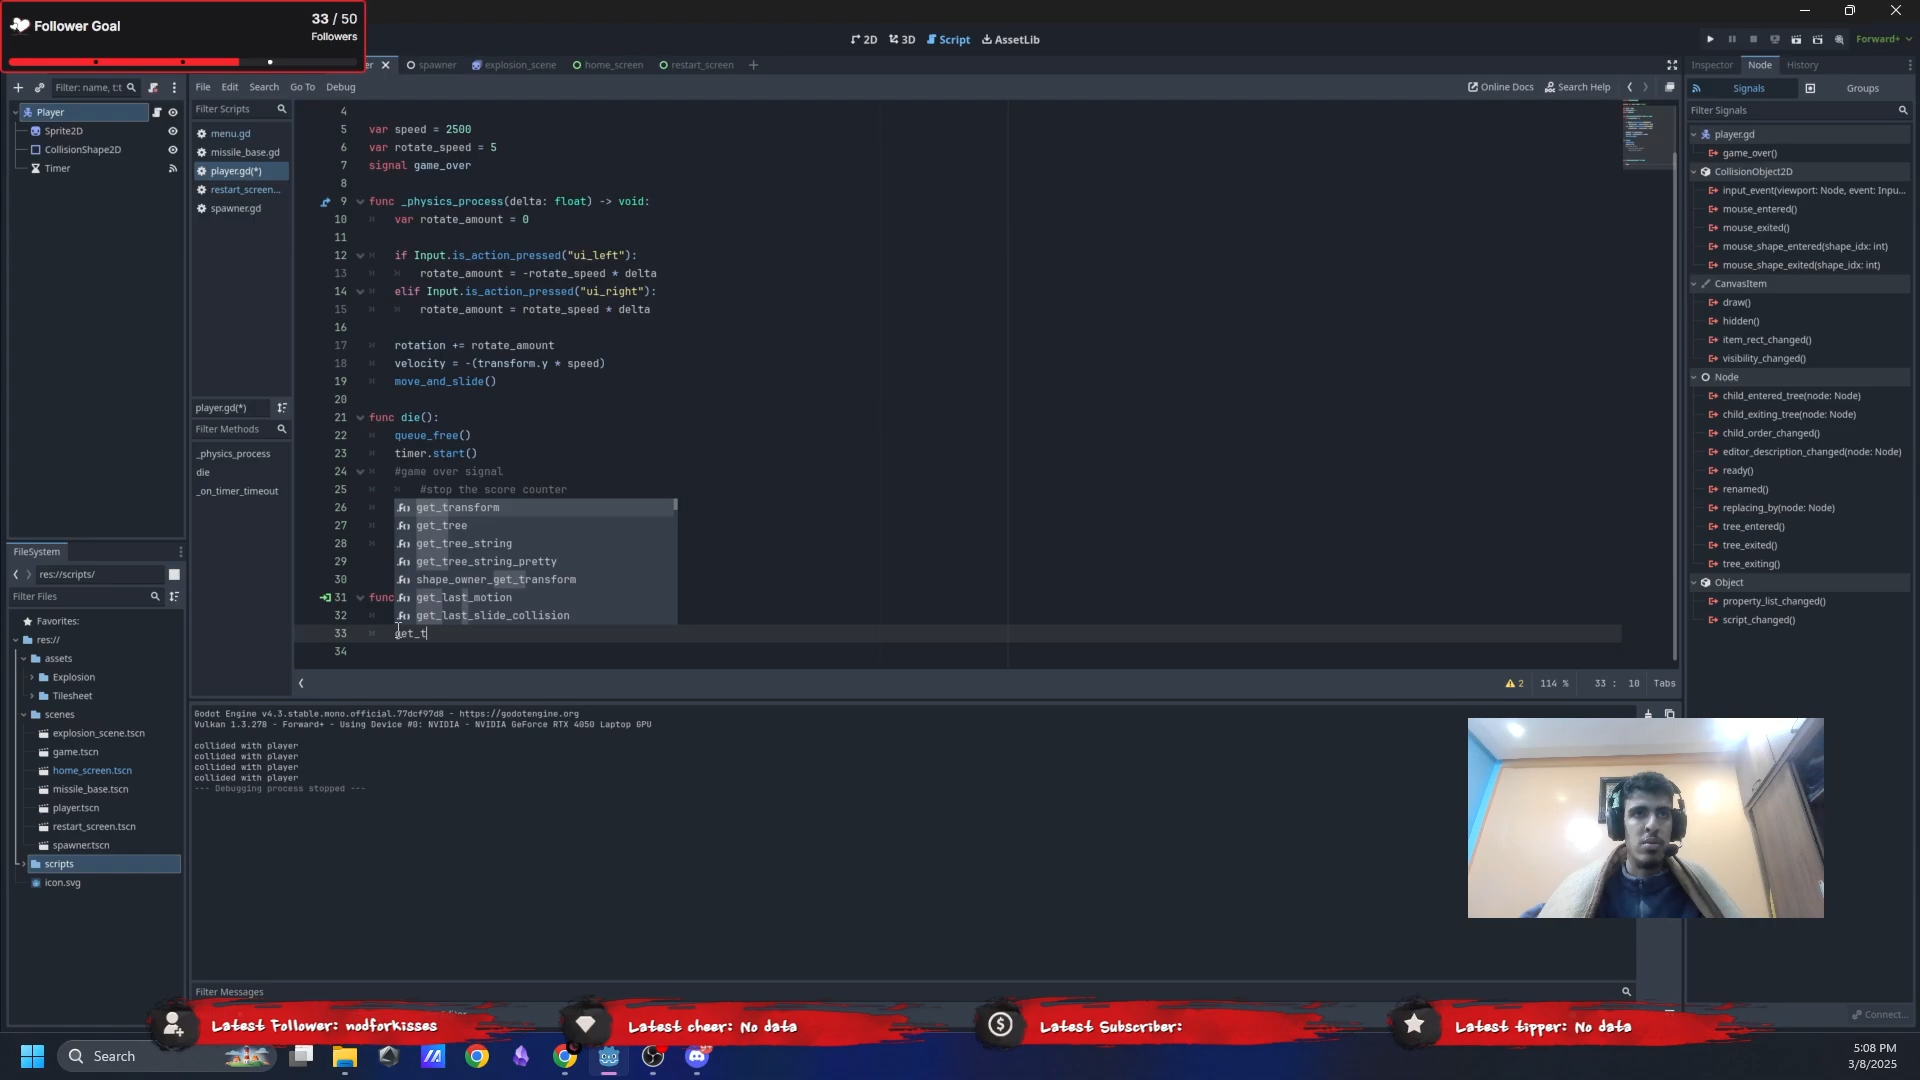 Follower Goal
33 / 50
Followers
2D
3D
Script
AssetLib
Forward+
er
spawner
explosion_scene
home_screen
restart_screen
Inspector
Node
History
Filter: name, t:t
File
Edit
Search
Go To
Debug
Online Docs
Search Help
Signals
Groups
Player
Sprite2D
CollisionShape2D
Timer
Filter Scripts
menu.gd
missile_base.gd
player.gd(*)
restart_screen...
spawner.gd
player.gd(*)
Filter Methods
_physics_process
die
_on_timer_timeout
4
5 var speed = 2500
6 var rotate_speed = 5
7 signal game_over
8
9 func _physics_process(delta: float) -> void:
10 var rotate_amount = 0
11
12 if Input.is_action_pressed("ui_left"):
13 rotate_amount = -rotate_speed * delta
14 elif Input.is_action_pressed("ui_right"):
15 rotate_amount = rotate_speed * delta
16
17 rotation += rotate_amount
18 velocity = -(transform.y * speed)
19 move_and_slide()
20
21 func die():
22 queue_free()
23 timer.start()
24 #game over signal
25 #stop the score counter
26 get_transform
27 get_tree
28 get_tree_string
29 get_tree_string_pretty
30 shape_owner_get_transform
31 func get_last_motion
32 get_last_slide_collision
33 get_t
34
2
114 %
33 : 10
Tabs
Filter Signals
player.gd
game_over()
CollisionObject2D
input_event(viewport: Node, event: Inpu...
mouse_entered()
mouse_exited()
mouse_shape_entered(shape_idx: int)
mouse_shape_exited(shape_idx: int)
CanvasItem
draw()
hidden()
item_rect_changed()
visibility_changed()
Node
child_entered_tree(node: Node)
child_exiting_tree(node: Node)
child_order_changed()
editor_description_changed(node: Node)
ready()
renamed()
replacing_by(node: Node)
tree_entered()
tree_exited()
tree_exiting()
Object
property_list_changed()
script_changed()
Connect...
FileSystem
res://scripts/
Filter Files
Favorites:
res://
assets
Explosion
Tilesheet
scenes
explosion_scene.tscn
game.tscn
home_screen.tscn
missile_base.tscn
player.tscn
restart_screen.tscn
spawner.tscn
scripts
icon.svg
Godot Engine v4.3.stable.mono.official.77dcf97d8 - https://godotengine.org
Vulkan 1.3.278 - Forward+ - Using Device #0: NVIDIA - NVIDIA GeForce RTX 4050 Laptop GPU
collided with player
collided with player
collided with player
collided with player
--- Debugging process stopped ---
Filter Messages
Latest Follower: nodforkisses
Latest cheer: No data
Latest Subscriber:
Latest tipper: No data
Search
5:08 PM
3/8/2025